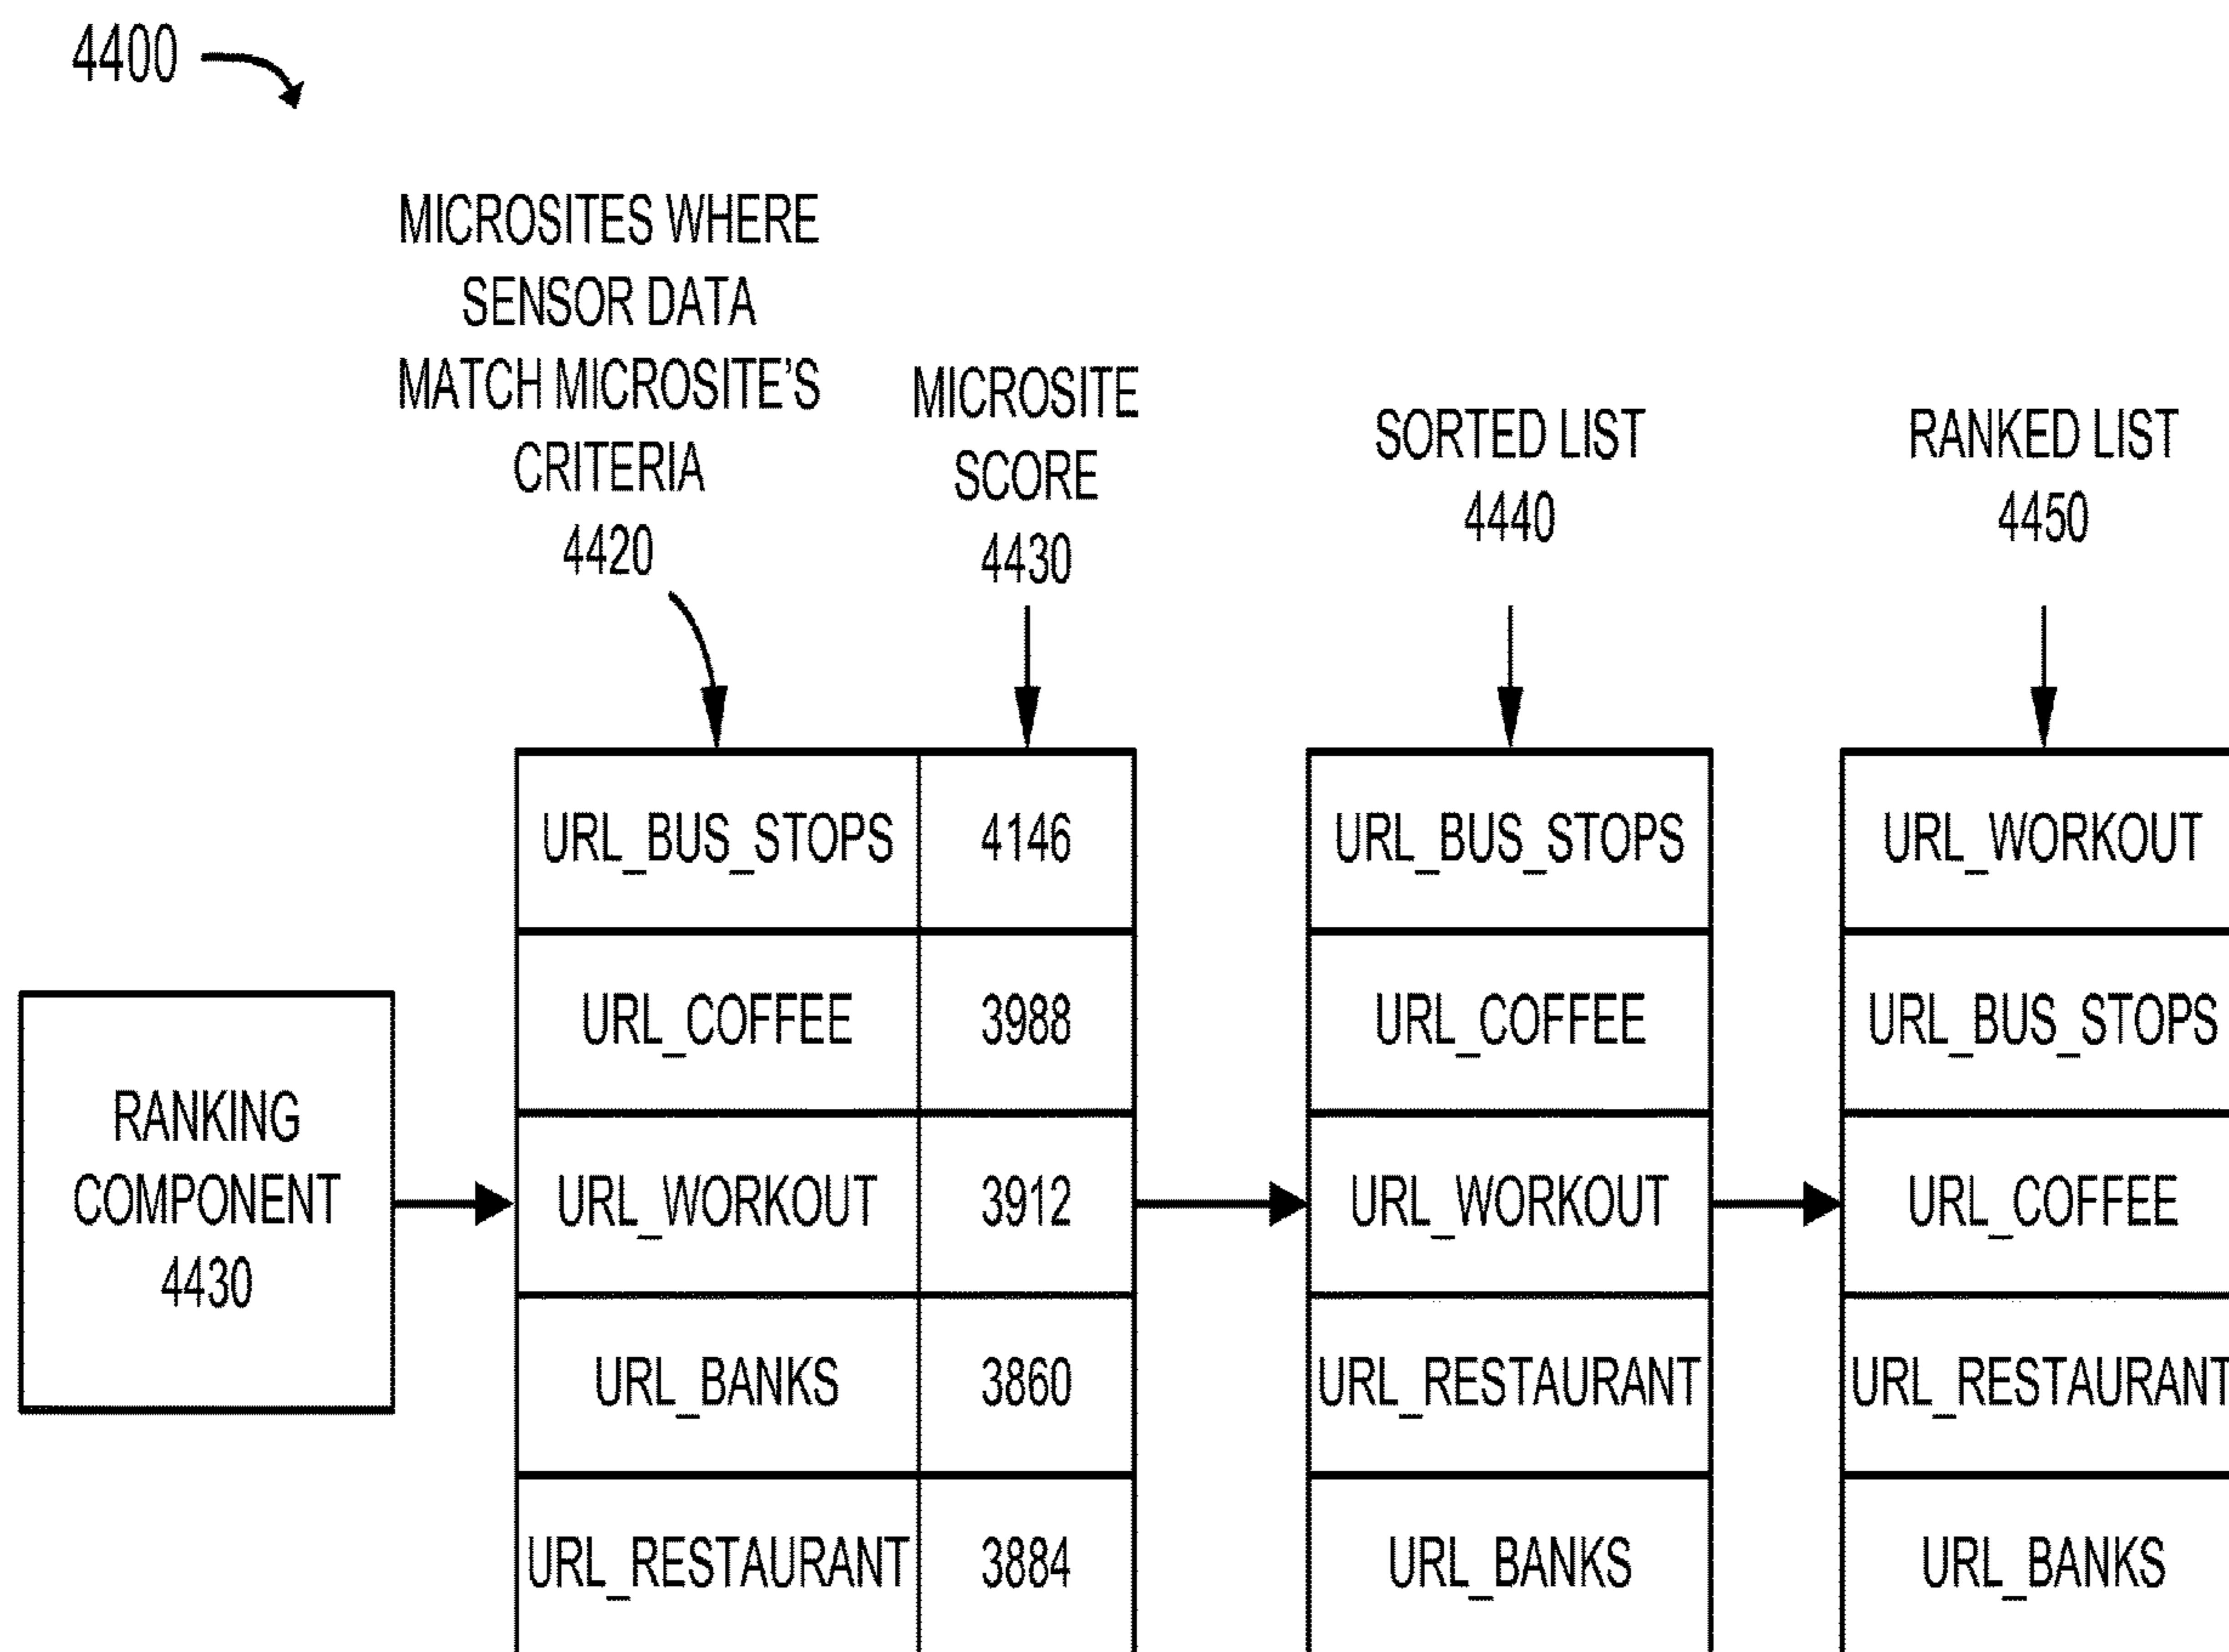 4400
MICROSITES WHERE
SENSOR DATA
MATCH MICROSITE'S
CRITERIA
4420
MICROSITE
SCORE
4430
SORTED LIST
4440
RANKED LIST
4450
RANKING
COMPONENT
4430
URL_BUS_STOPS 4146
URL_COFFEE 3988
URL_WORKOUT 3912
URL_BANKS 3860
URL_RESTAURANT 3884
URL_BUS_STOPS
URL_COFFEE
URL_WORKOUT
URL_RESTAURANT
URL_BANKS
URL_WORKOUT
URL_BUS_STOPS
URL_COFFEE
URL_RESTAURANT
URL_BANKS